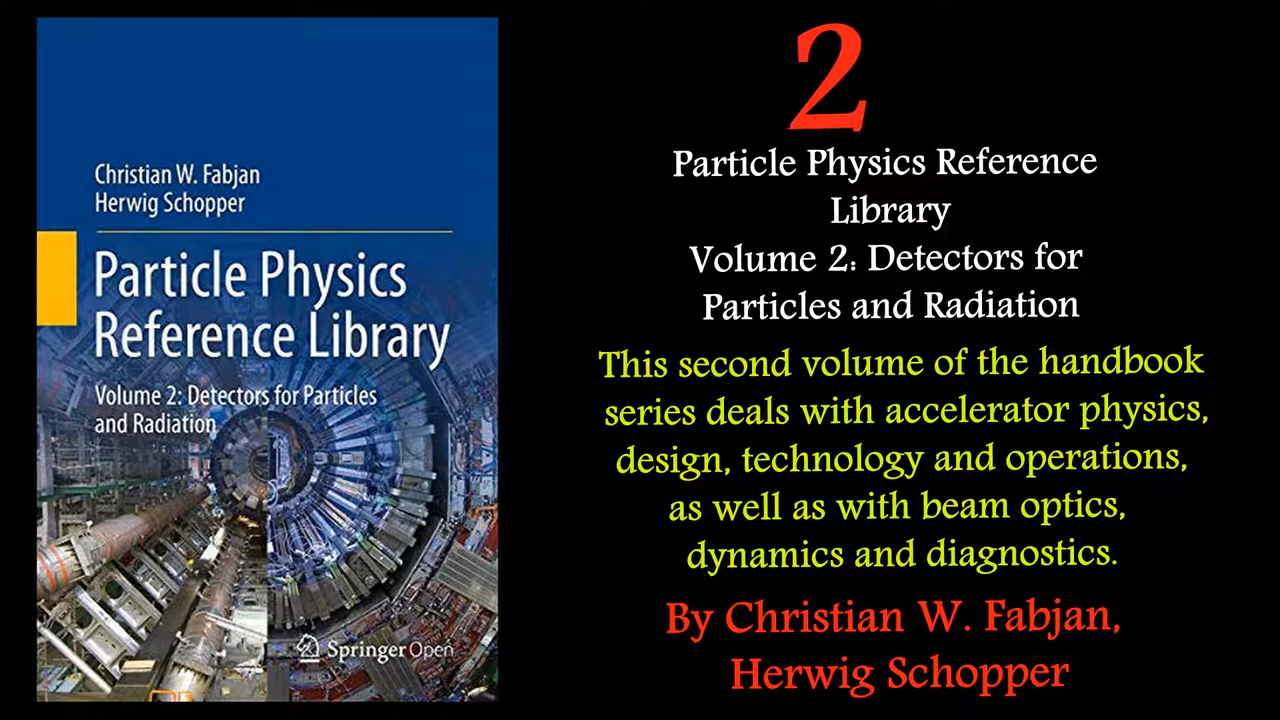 Christian W. Fabjan
Herwig Schopper
Particle Physics
Reference Library
Volume 2: Detectors for Particles
and Radiation
Springer Open
2
Particle Physics Reference
Library
Volume 2: Detectors for
Particles and Radiation
This second volume of the handbook
series deals with accelerator physics,
design, technology and operations,
as well as with beam optics,
dynamics and diagnostics.
By Christian W. Fabjan,
Herwig Schopper